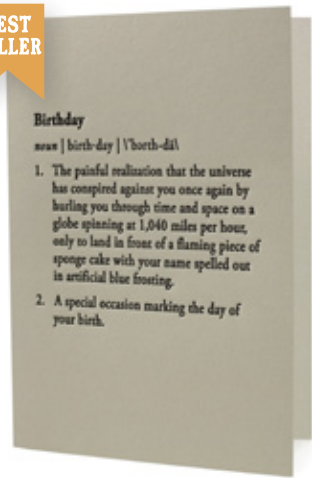 EST
LLER
Birthday
noun | birth·day | \'borth-dā\
1. The painful realization that the universe
has conspired against you once again by
hurling you through time and space on a
globe spinning at 1,040 miles per hour,
only to land in front of a flaming piece of
sponge cake with your name spelled out
in artificial blue frosting.
2. A special occasion marking the day of
your birth.